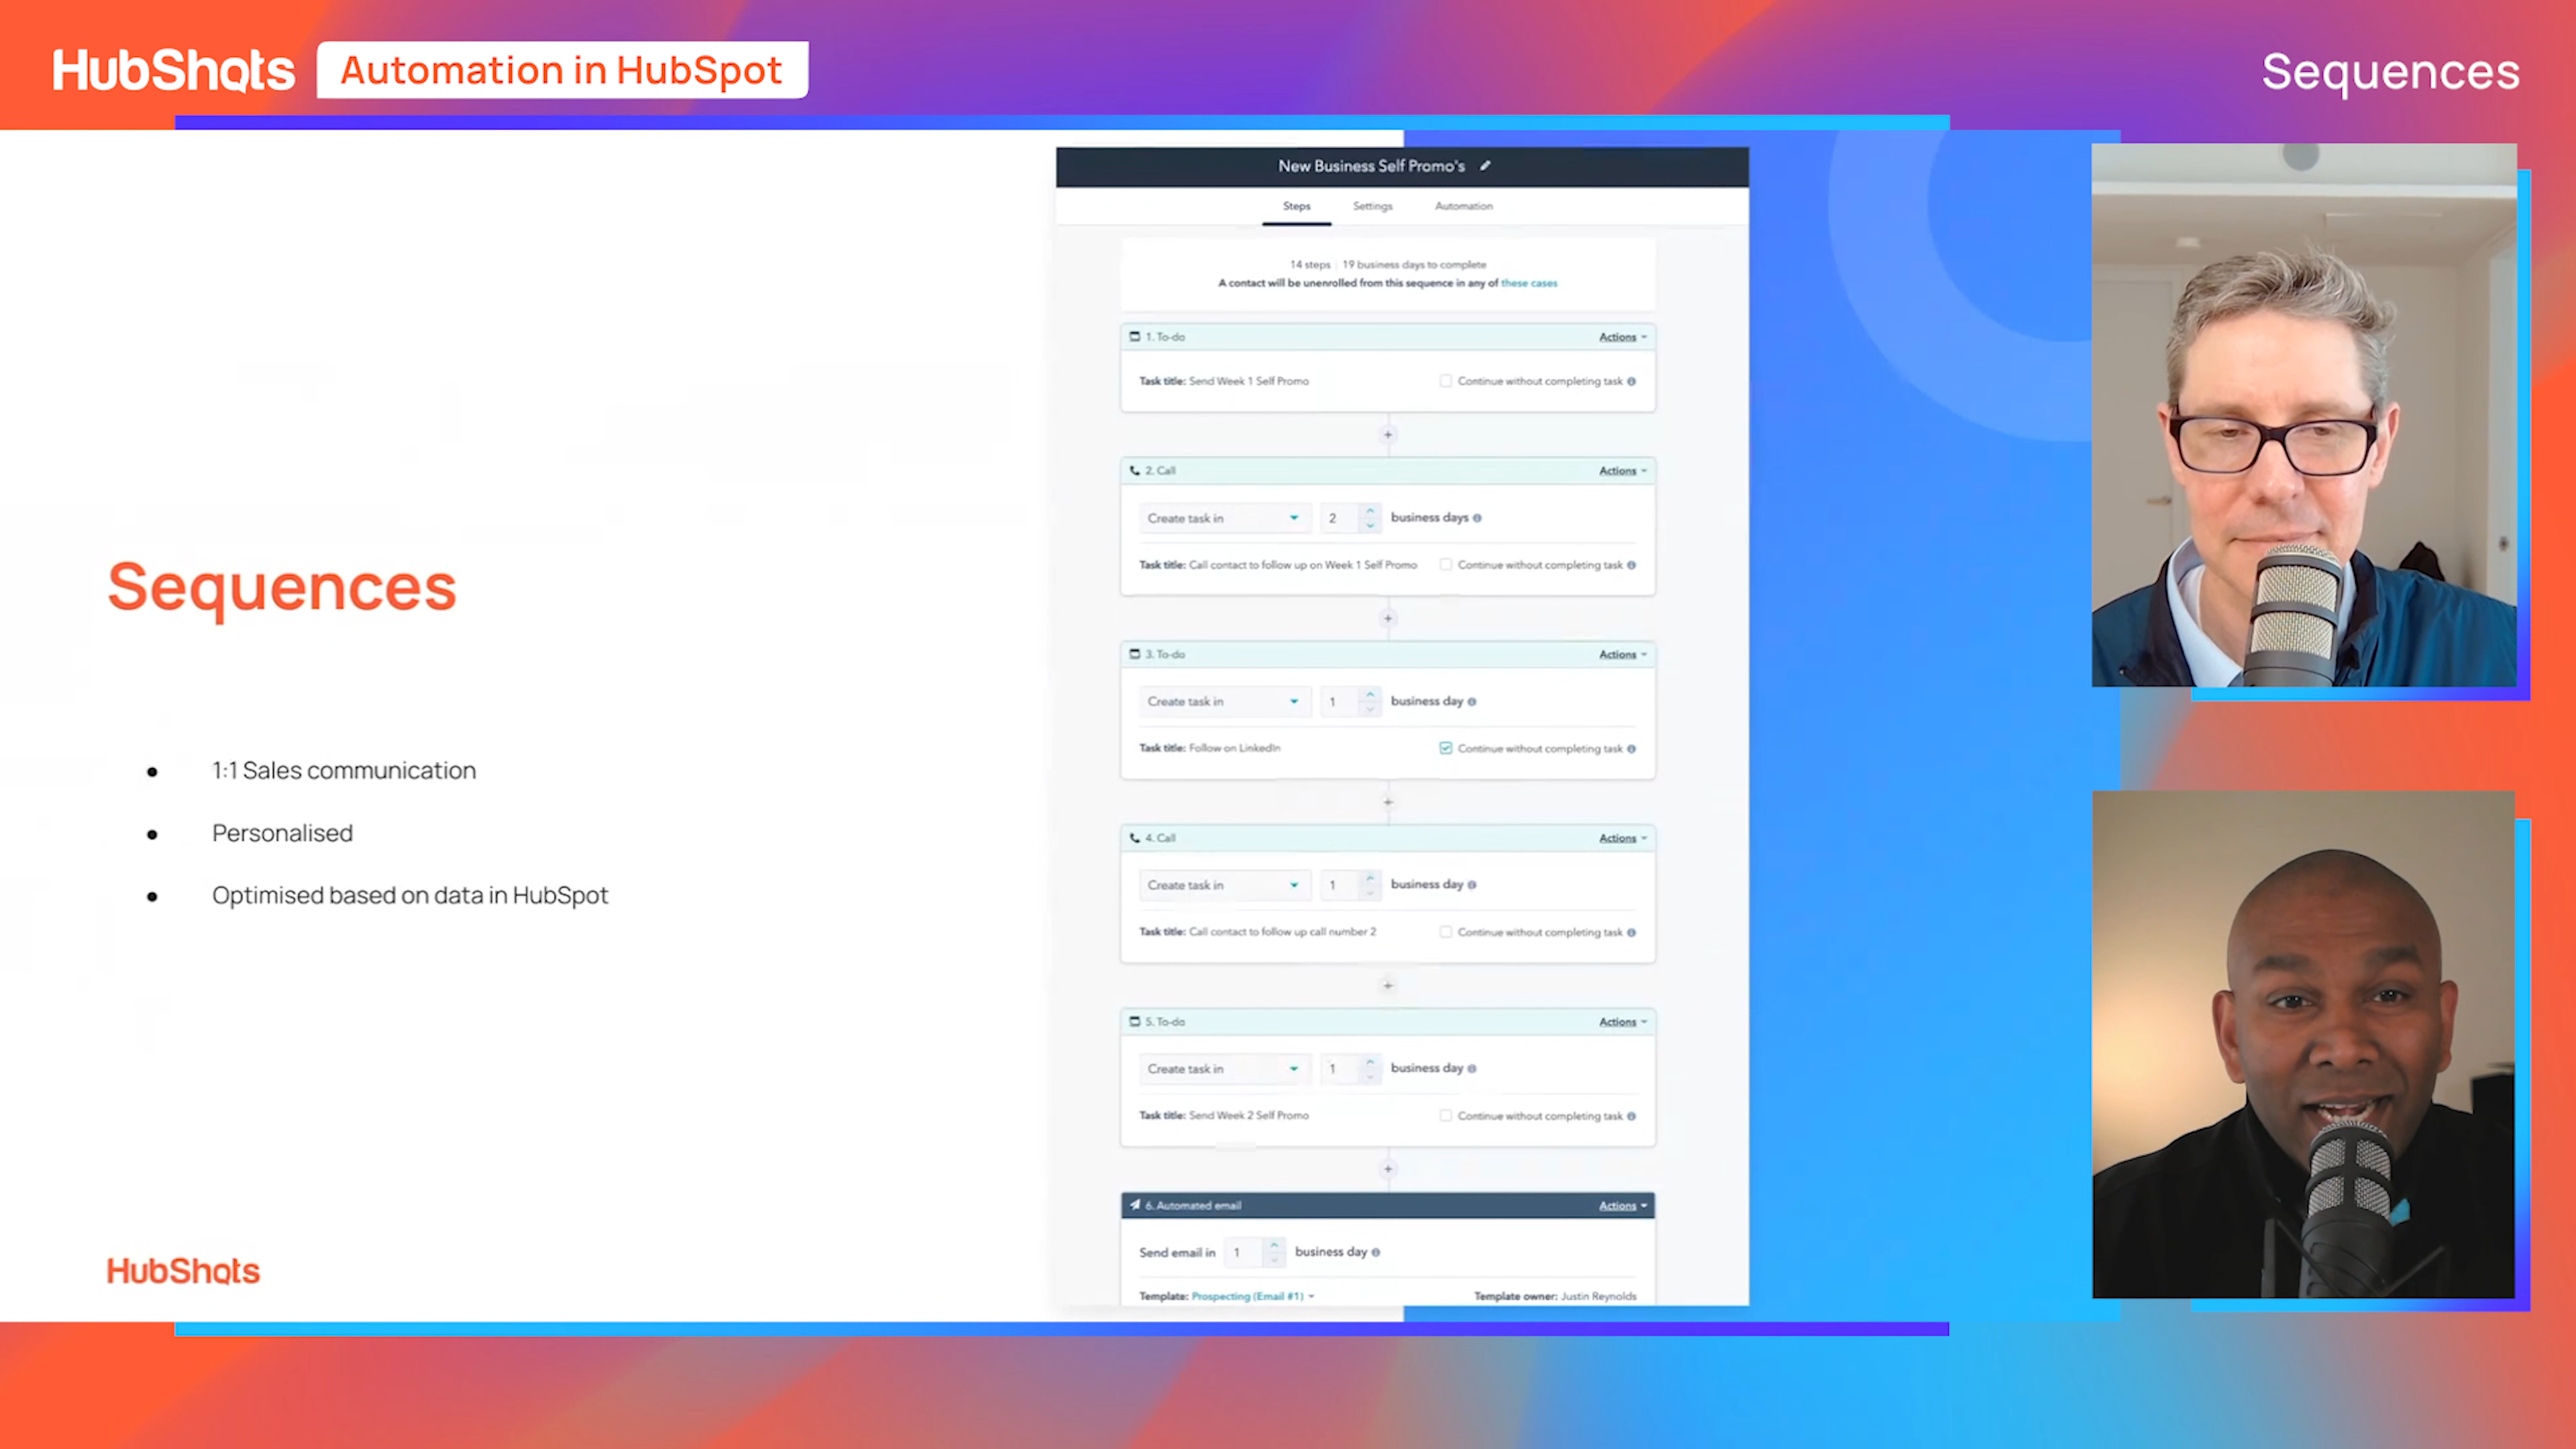 HubShots
Automation in HubSpot
Sequences
Sequences
1:1 Sales communication
Personalised
Optimised based on data in HubSpot
HubShots
New Business Self Promo's
Steps Settings Automation
14 steps 19 business days to complete
A contact will be unenrolled from this sequence in any of these cases
1. To-do Actions
Task title: Send Week 1 Self Promo Continue without completing task
2. Call Actions
Create task in 2 business days
Task title: Call contact to follow up on Week 1 Self Promo Continue without completing task
3. To-do Actions
Create task in 1 business day
Task title: Follow on LinkedIn Continue without completing task
4. Call Actions
Create task in 1 business day
Task title: Call contact to follow up call number 2 Continue without completing task
5. To-do Actions
Create task in 1 business day
Task title: Send Week 2 Self Promo Continue without completing task
6. Automated email Actions
Send email in 1 business day
Template: Prospecting (Email #1) Template owner: Justin Reynolds